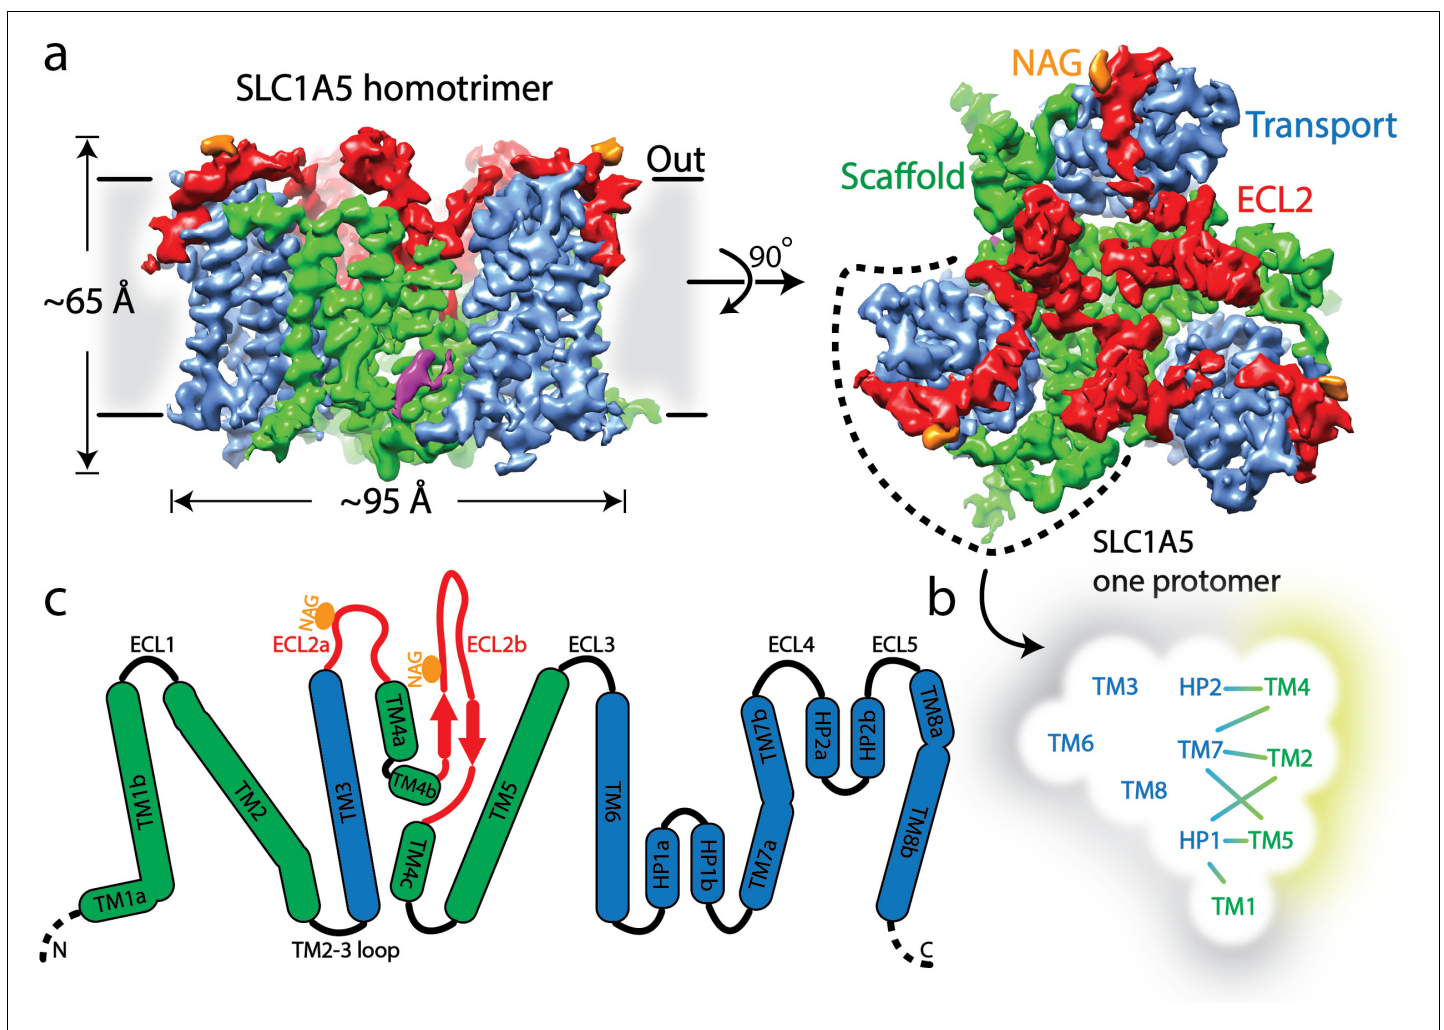 a
SLC1A5 homotrimer
Out
~65 Å
~95 Å
90°
NAG
Transport
Scaffold
ECL2
SLC1A5
one protomer
b
TM3
HP2
TM4
TM6
TM7
TM2
TM8
HP1
TM5
TM1
c
ECL1
NAG
ECL2a
NAG
ECL2b
ECL3
ECL4
ECL5
TM1b
TM1a
TM2
TM3
TM4a
TM4b
TM4c
TM5
TM6
HP1a
HP1b
TM7b
TM7a
HP2a
HP2b
TM8a
TM8b
N
TM2-3 loop
C